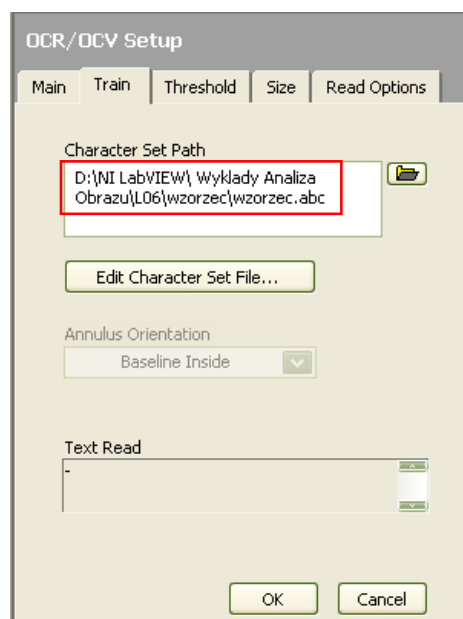 OCR/OCV Setup
Main Train Threshold Size Read Options
Character Set Path
D:\NI LabVIEW\ Wyklady Analiza
Obrazu\L06\wzorzec\wzorzec.abc
Edit Character Set File...
Annulus Orientation
Baseline Inside
Text Read
-
OK Cancel